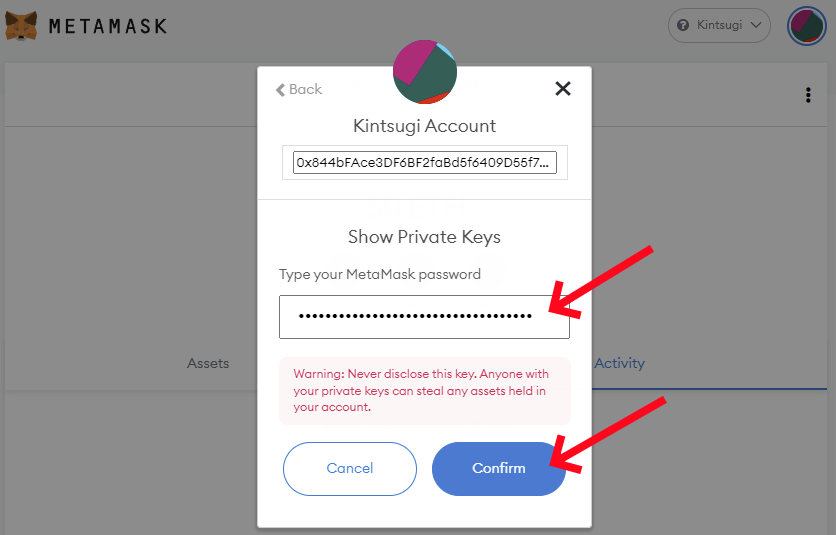 METAMASK
Kintsugi
Back
Kintsugi Account
0x844bFAce3DF6BF2faBd5f6409D55f7...
Show Private Keys
Type your MetaMask password
••••••••••••••••••••••••••••••••••••
Assets
Activity
Warning: Never disclose this key. Anyone with
your private keys can steal any assets held in
your account.
Cancel
Confirm